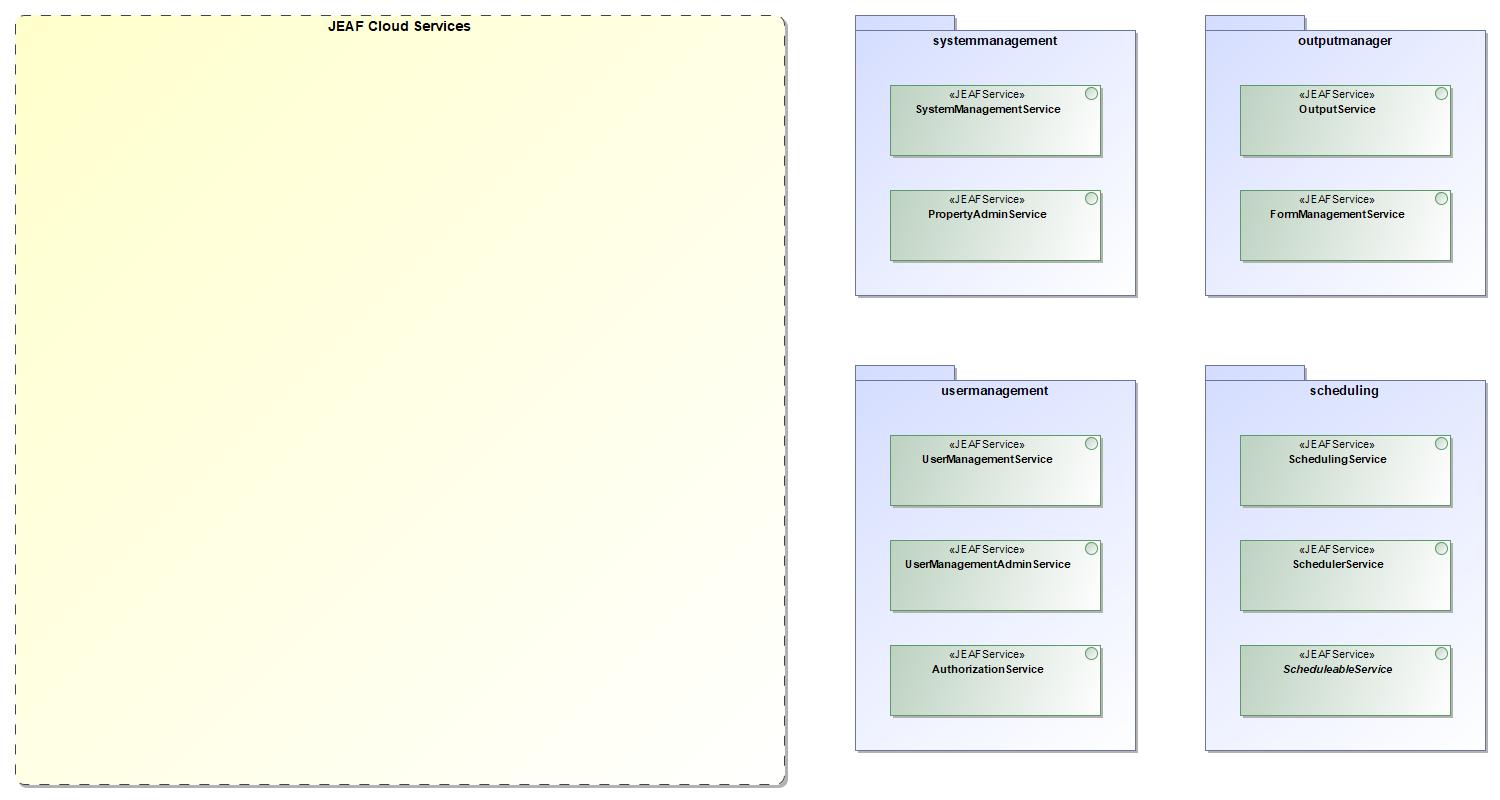 JEAF Cloud Services
systemmanagement
«JEAFService»
SystemManagementService
«JEAFService»
PropertyAdminService
outputmanager
«JEAFService»
OutputService
«JEAFService»
FormManagementService
usermanagement
«JEAFService»
UserManagementService
«JEAFService»
UserManagementAdminService
«JEAFService»
AuthorizationService
scheduling
«JEAFService»
SchedulingService
«JEAFService»
SchedulerService
«JEAFService»
ScheduleableService